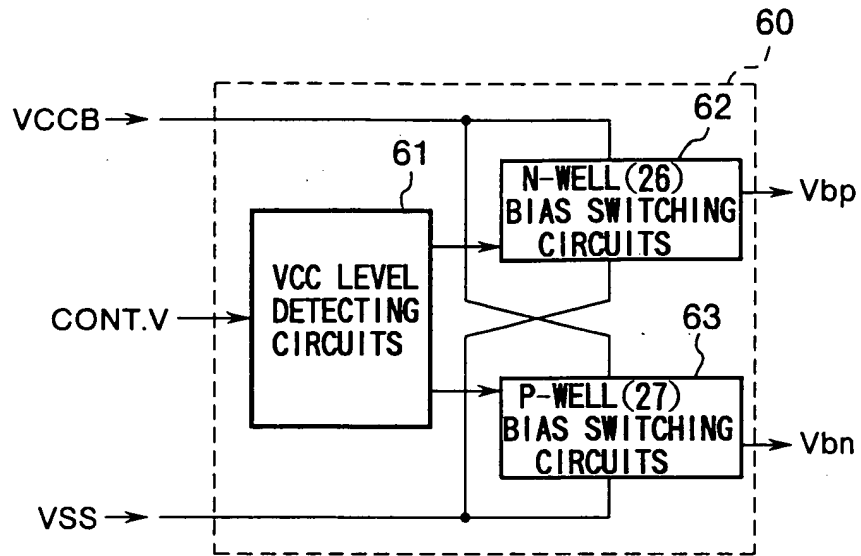 60
VCCB
62
61
N-WELL(26)
BIAS SWITCHING
CIRCUITS
Vbp
VCC LEVEL
DETECTING
CIRCUITS
CONT.V
63
P-WELL(27)
BIAS SWITCHING
CIRCUITS
Vbn
VSS